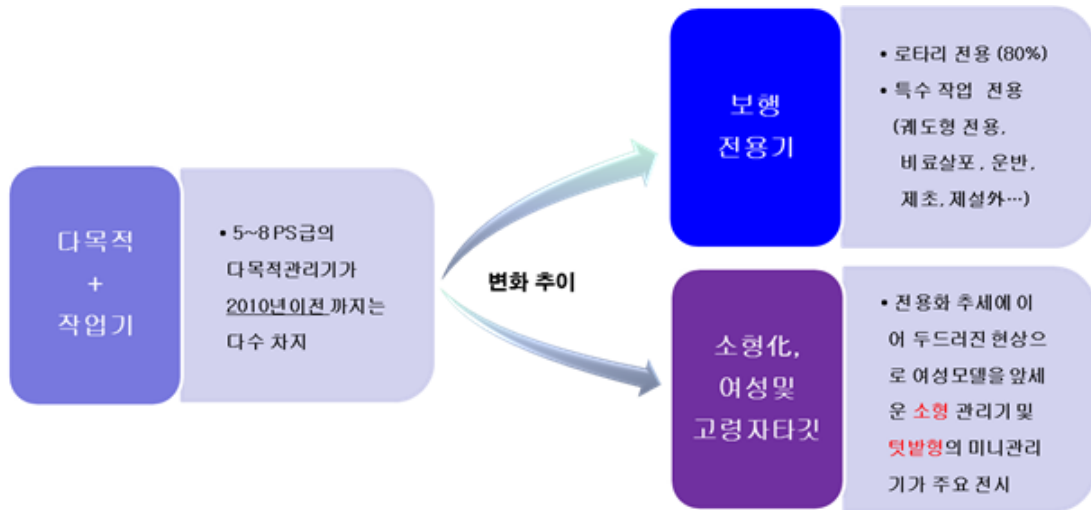 다목적
+
작업기
• 5~8 PS급의
다목적관리기가
2010년이전 까지는
다수 차지
변화 추이
보행
전용기
• 로타리 전용 (80%)
• 특수 작업 전용
(궤도형 전용,
비료살포 , 운반,
제초, 제설外…)
소형化,
여성및
고령자타깃
• 전용화 추세에 이
어 두드러진 현상으
로 여성모델을 앞세
운 소형 관리기 및
텃밭형의 미니관리
기가 주요 전시